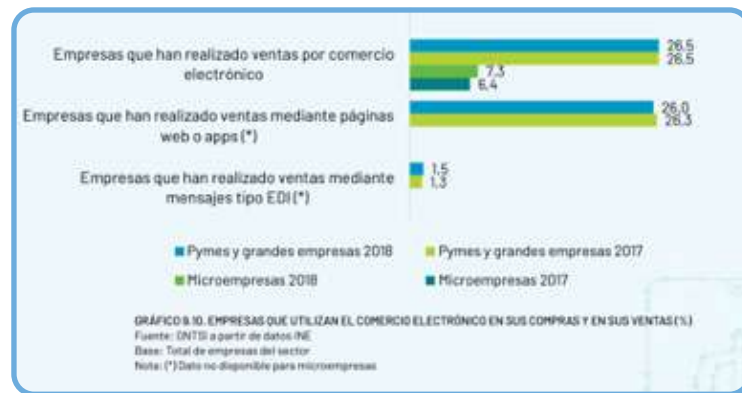 Empresas que han realizado ventas por comercio
electrónico
26,5
26,5
7,3
6,4
Empresas que han realizado ventas mediante páginas
web o apps (*)
26,0
26,3
Empresas que han realizado ventas mediante
mensajes tipo EDI (*)
1,5
1,3
Pymes y grandes empresas 2018 Pymes y grandes empresas 2017
Microempresas 2018 Microempresas 2017
GRÁFICO 9.10. EMPRESAS QUE UTILIZAN EL COMERCIO ELECTRÓNICO EN SUS COMPRAS Y EN SUS VENTAS (%)
Fuente: ONTSI a partir de datos INE
Base: Total de empresas del sector
Nota: (*) Dato no disponible para microempresas